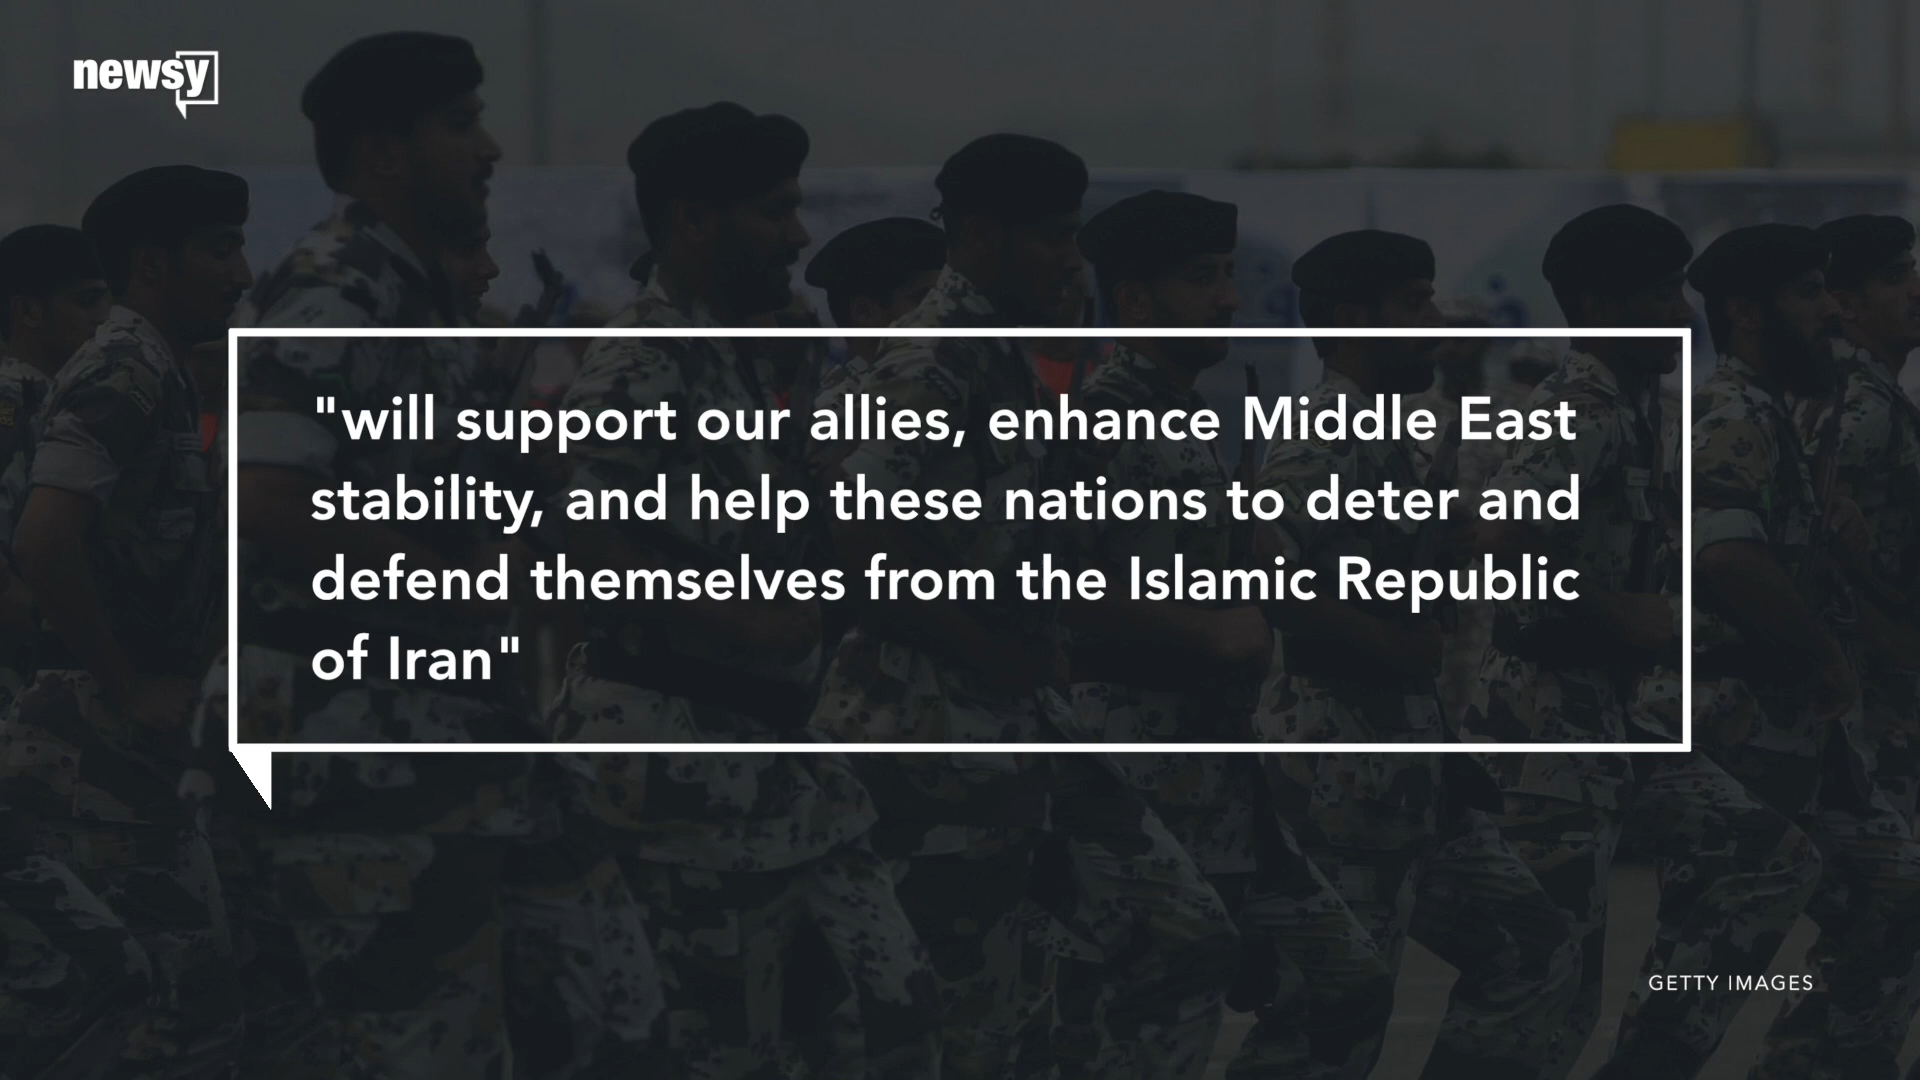 newsy
"will support our allies, enhance Middle East
stability, and help these nations to deter and
defend themselves from the Islamic Republic
of Iran"
GETTY IMAGES